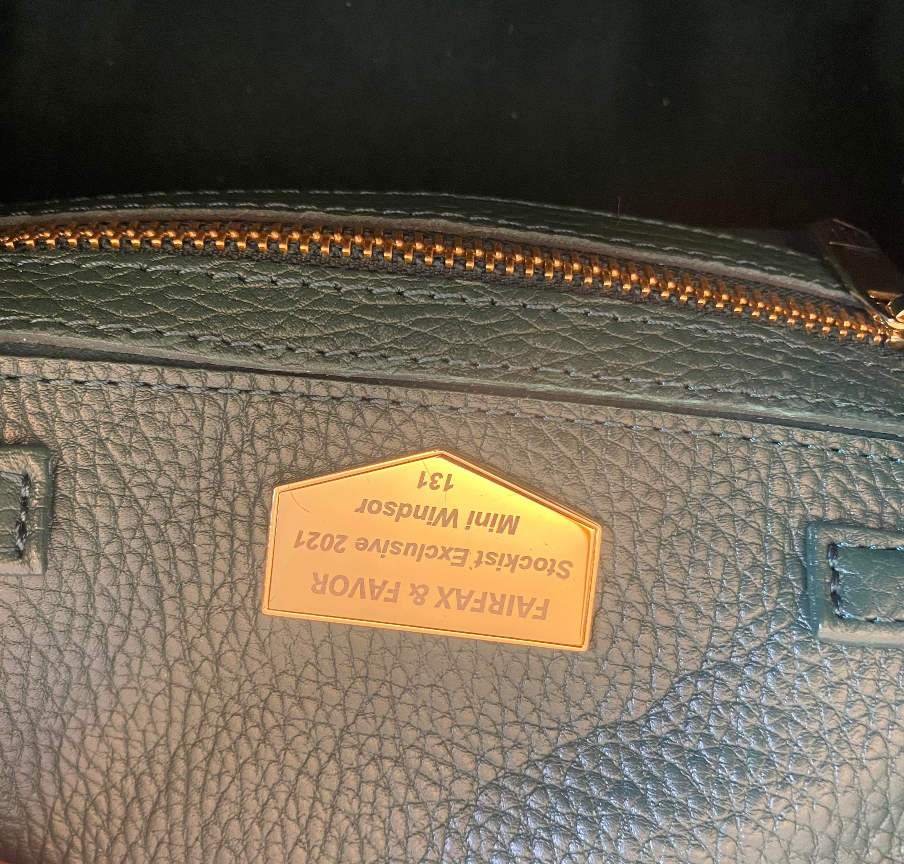 FAIRFAX & FAVOR
Stockist Exclusive 2021
Mini Windsor
131